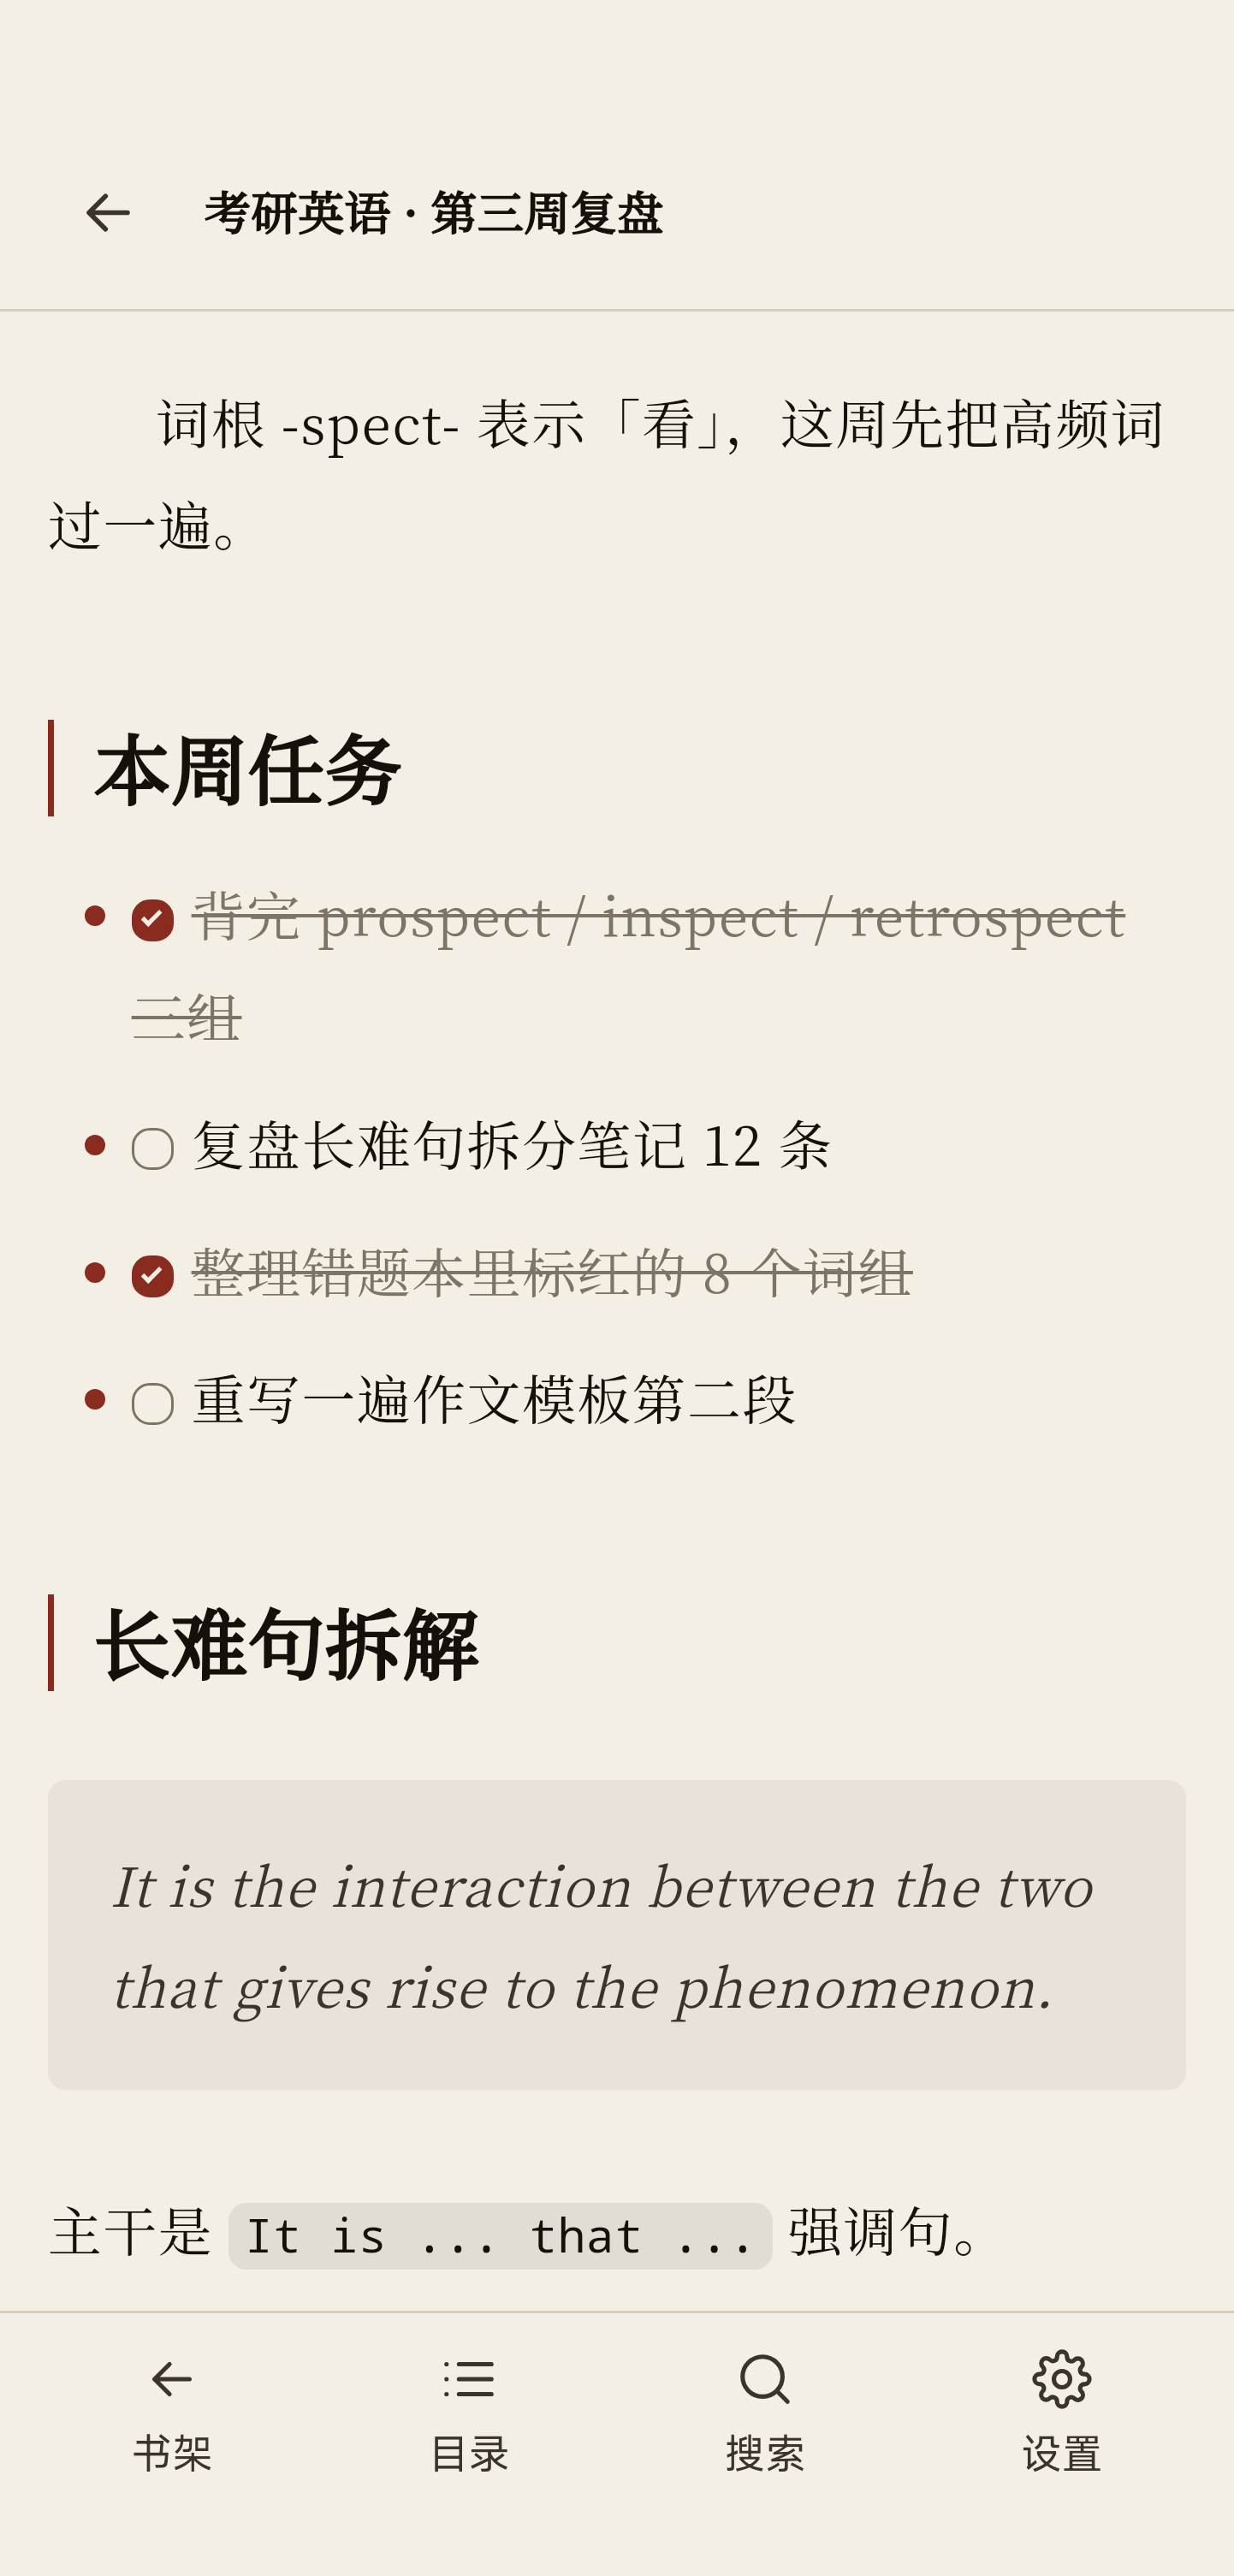 考研英语 · 第三周复盘
词根 -spect- 表示「看」，这周先把高频词
过一遍。
本周任务
背完 prospect / inspect / retrospect
三组
复盘长难句拆分笔记 12 条
整理错题本里标红的 8 个词组
重写一遍作文模板第二段
长难句拆解
It is the interaction between the two
that gives rise to the phenomenon.
主干是 It is ... that ... 强调句。
书架 目录 搜索 设置